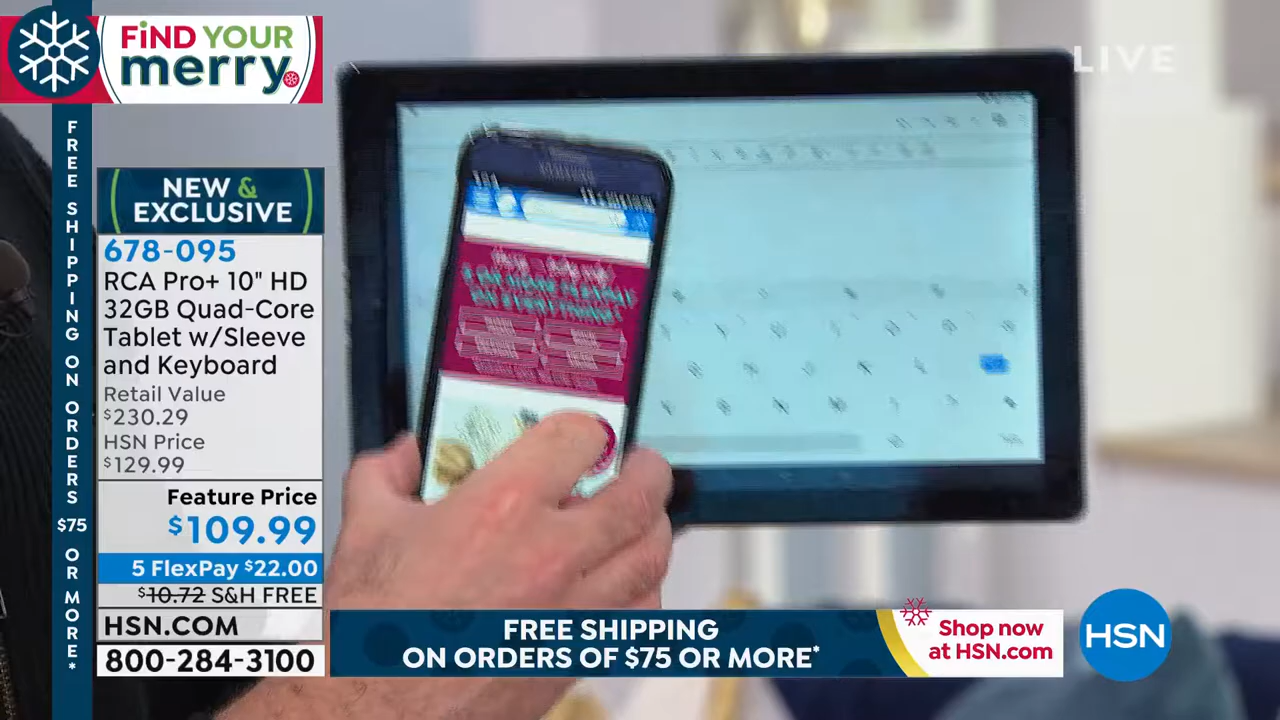 FiND YOUR
merry
LIVE
FREE SHIPPING ON ORDERS $75 OR MORE*
NEW &
EXCLUSIVE
678-095
RCA Pro+ 10" HD
32GB Quad-Core
Tablet w/Sleeve
and Keyboard
Retail Value
$230.29
HSN Price
$129.99
Feature Price
$109.99
5 FlexPay $22.00
$10.72 S&H FREE
HSN.COM
800-284-3100
FREE SHIPPING
ON ORDERS OF $75 OR MORE*
Shop now
at HSN.com
HSN